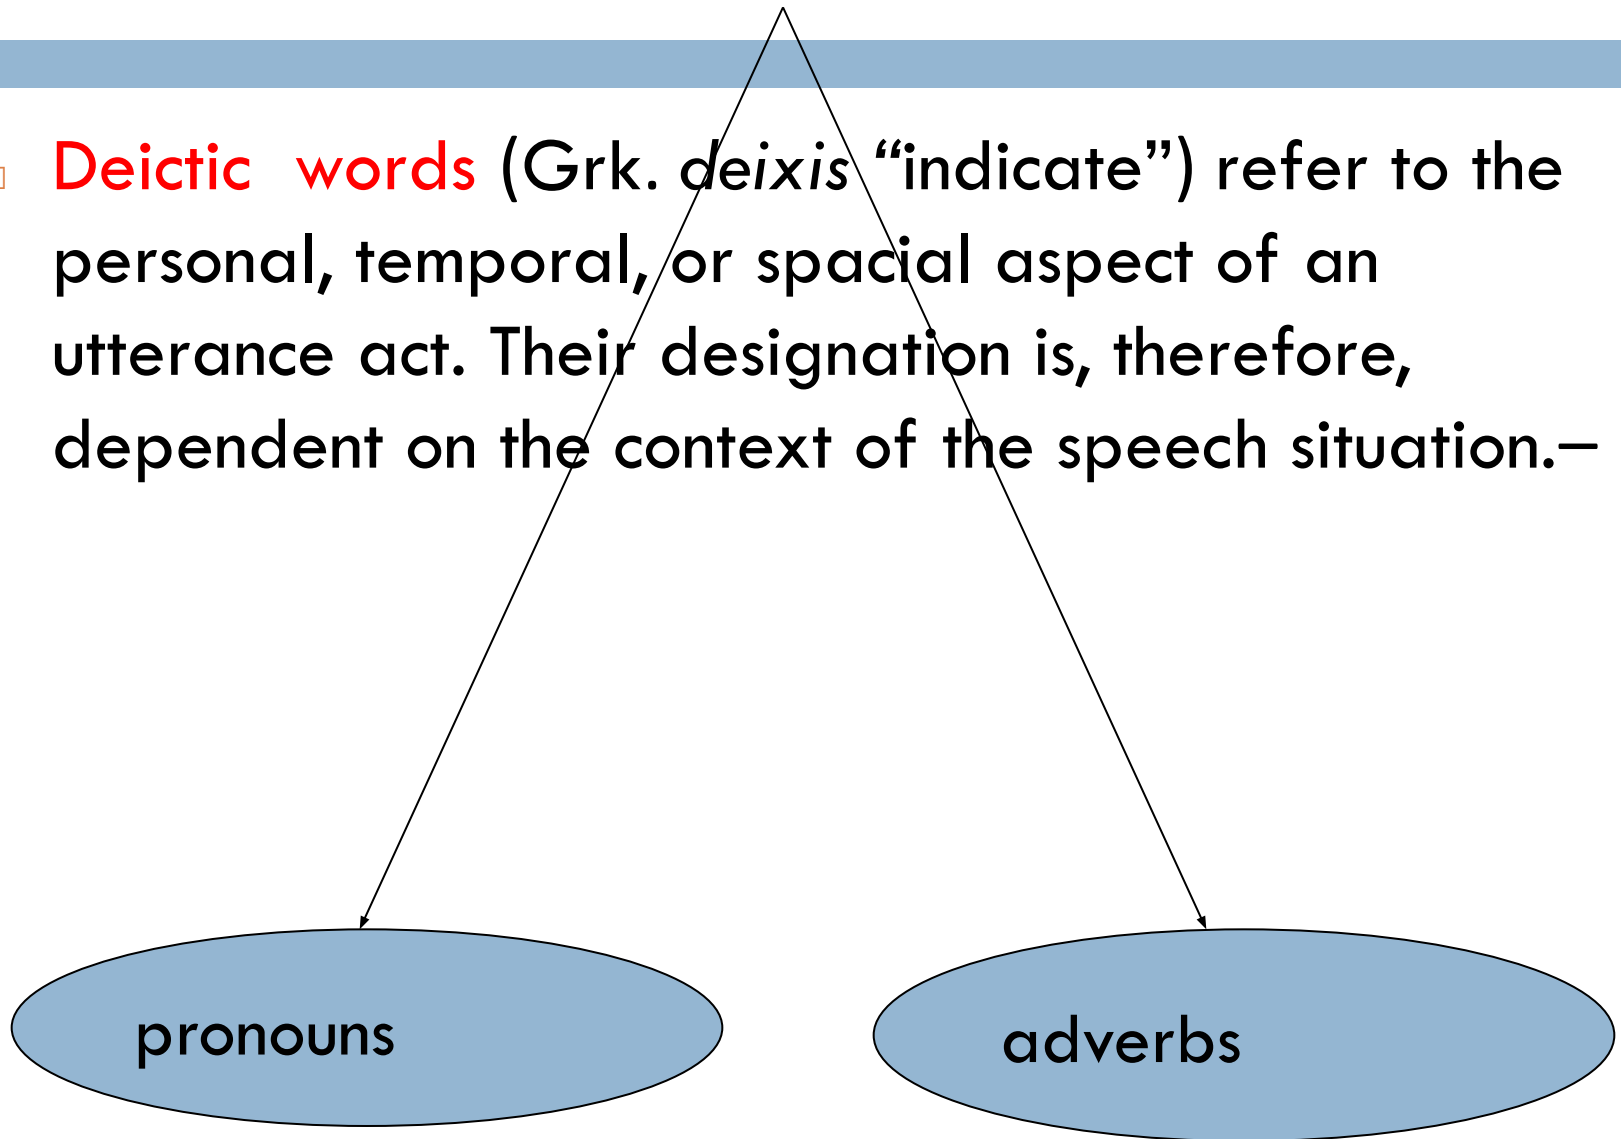 Deictic words (Grk. deixis “indicate”) refer to the
personal, temporal, or spacial aspect of an
utterance act. Their designation is, therefore,
dependent on the context of the speech situation.–
pronouns
adverbs